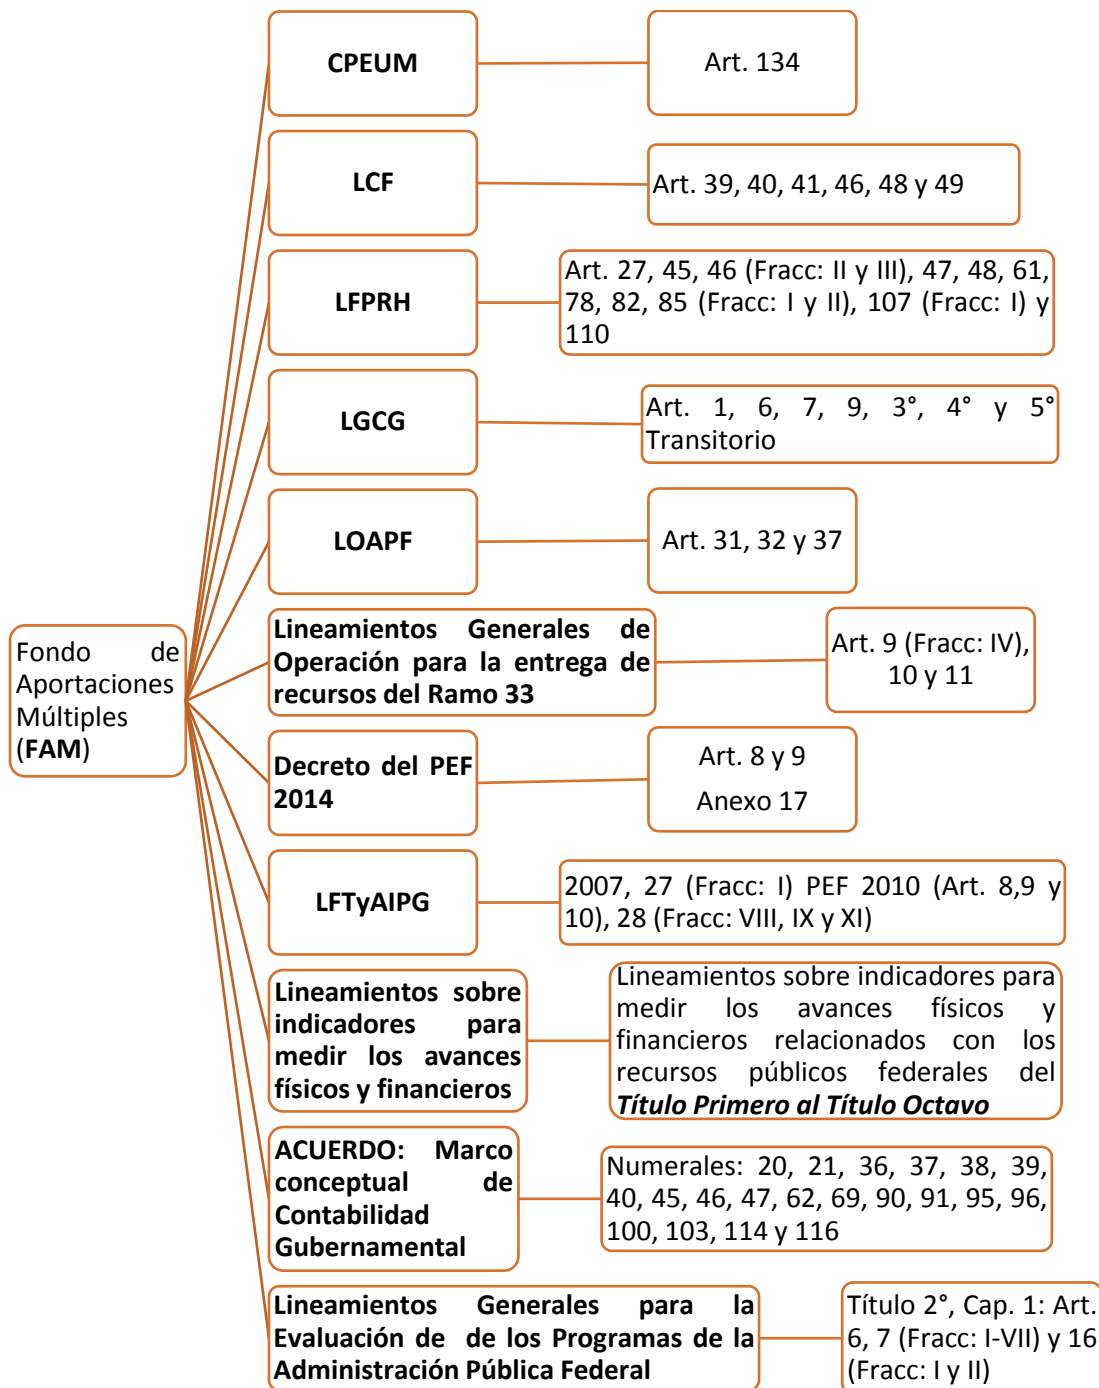 Fondo de
Aportaciones
Múltiples
(FAM)
CPEUM
Art. 134
LCF
Art. 39, 40, 41, 46, 48 y 49
LFPRH
Art. 27, 45, 46 (Fracc: II y III), 47, 48, 61,
78, 82, 85 (Fracc: I y II), 107 (Fracc: I) y
110
LGCG
Art. 1, 6, 7, 9, 3°, 4° y 5°
Transitorio
LOAPF
Art. 31, 32 y 37
Lineamientos Generales de
Operación para la entrega de
recursos del Ramo 33
Art. 9 (Fracc: IV),
10 y 11
Decreto del PEF
2014
Art. 8 y 9
Anexo 17
LFTyAIPG
2007, 27 (Fracc: I) PEF 2010 (Art. 8,9 y
10), 28 (Fracc: VIII, IX y XI)
Lineamientos sobre
indicadores para
medir los avances
físicos y financieros
Lineamientos sobre indicadores para
medir los avances físicos y
financieros relacionados con los
recursos públicos federales del
Título Primero al Título Octavo
ACUERDO: Marco
conceptual de
Contabilidad
Gubernamental
Numerales: 20, 21, 36, 37, 38, 39,
40, 45, 46, 47, 62, 69, 90, 91, 95, 96,
100, 103, 114 y 116
Lineamientos Generales para la
Evaluación de de los Programas de la
Administración Pública Federal
Título 2°, Cap. 1: Art.
6, 7 (Fracc: I-VII) y 16
(Fracc: I y II)